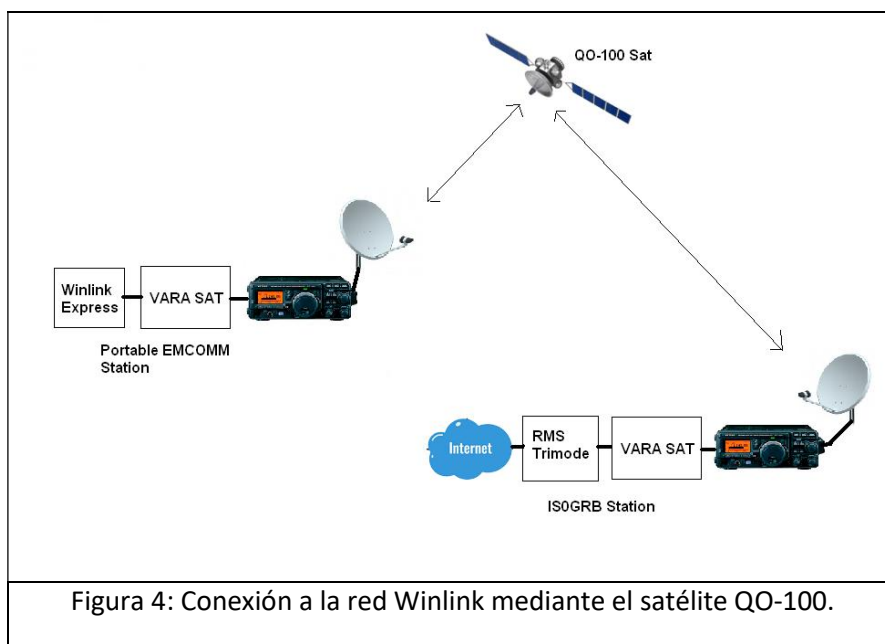 QO-100 Sat
Winlink
Express
VARA SAT
Portable EMCOMM
Station
Internet
RMS
Trimode
VARA SAT
IS0GRB Station
Figura 4: Conexión a la red Winlink mediante el satélite QO-100.